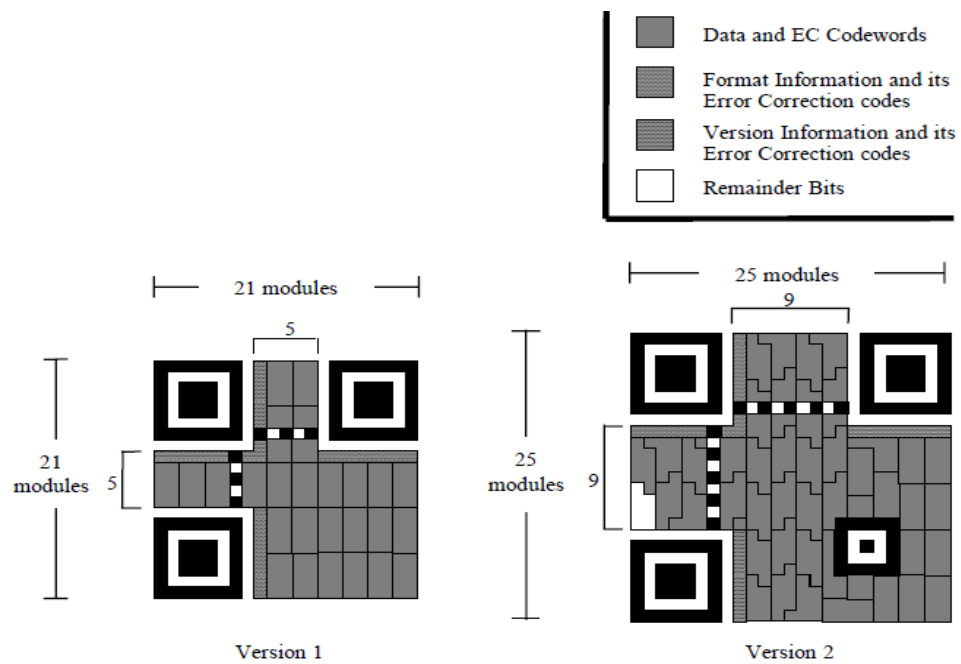 Data and EC Codewords
Format Information and its
Error Correction codes
Version Information and its
Error Correction codes
Remainder Bits
21 modules
5
21
modules
5
Version 1
25 modules
9
25
modules
9
Version 2